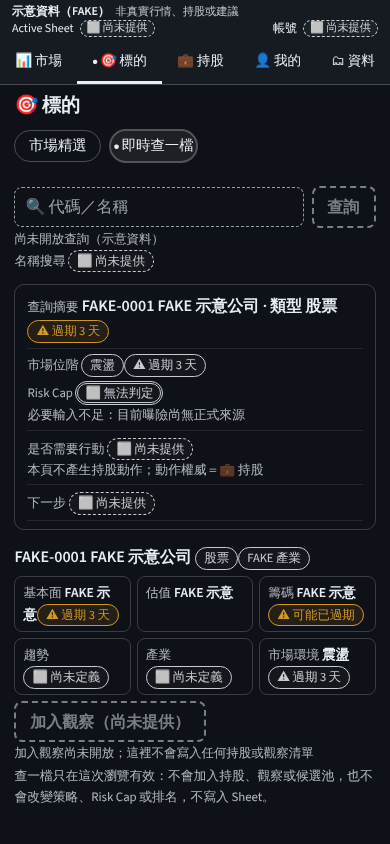 示意資料（FAKE） 非真實行情、持股或建議
Active Sheet ⬜ 尚未提供 帳號 ⬜ 尚未提供
📊 市場 • 🎯 標的 💼 持股 👤 我的 🗂 資料
🎯 標的
市場精選 • 即時查一檔
🔍 代碼／名稱 查詢
尚未開放查詢（示意資料）
名稱搜尋 ⬜ 尚未提供
查詢摘要 FAKE-0001 FAKE 示意公司 · 類型 股票
⚠ 過期 3 天
市場位階 震盪 ⚠ 過期 3 天
Risk Cap ⬜ 無法判定
必要輸入不足：目前曝險尚無正式來源
是否需要行動 ⬜ 尚未提供
本頁不產生持股動作；動作權威＝💼 持股
下一步 ⬜ 尚未提供
FAKE-0001 FAKE 示意公司 股票 FAKE 產業
基本面 FAKE 示意 ⚠ 過期 3 天
估值 FAKE 示意
籌碼 FAKE 示意 ⚠ 可能已過期
趨勢 ⬜ 尚未定義
產業 ⬜ 尚未定義
市場環境 震盪 ⚠ 過期 3 天
加入觀察（尚未提供）
加入觀察尚未開放；這裡不會寫入任何持股或觀察清單
查一檔只在這次瀏覽有效：不會加入持股、觀察或候選池，也不
會改變策略、Risk Cap 或排名，不寫入 Sheet。